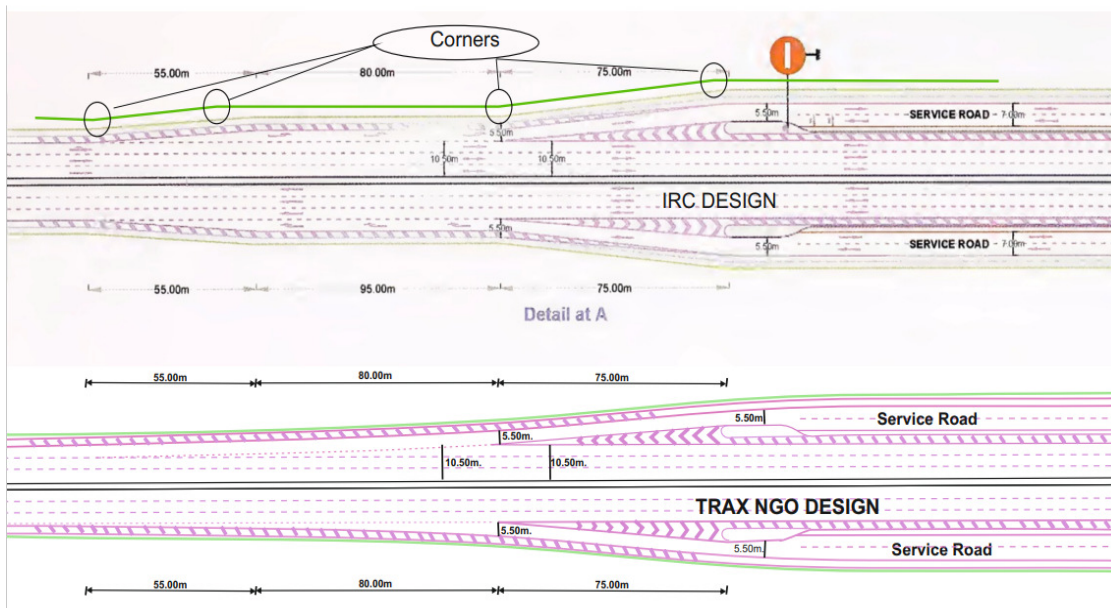 Corners
55.00m
80.00m
75.00m
5.50m
SERVICE ROAD - 7.00m
5.50m
10.50m
10.50m
IRC DESIGN
5.50m
SERVICE ROAD - 7.00m
5.50m
55.00m
95.00m
75.00m
Detail at A
55.00m
80.00m
75.00m
5.50m
Service Road
5.50m.
10.50m.
10.50m.
TRAX NGO DESIGN
5.50m.
5.50m.
Service Road
55.00m
80.00m
75.00m